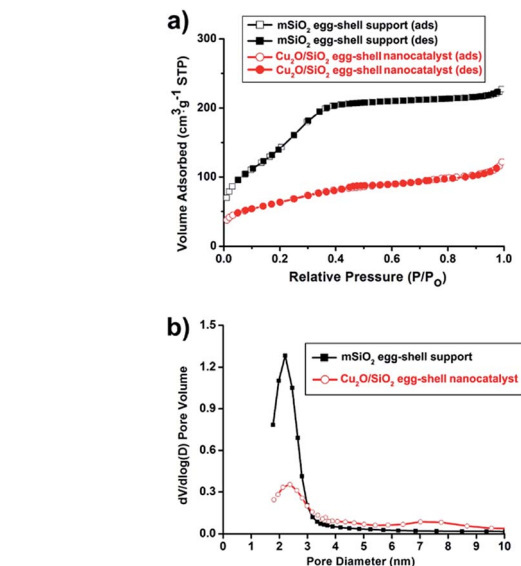 a)
mSiO₂ egg-shell support (ads)
mSiO₂ egg-shell support (des)
Cu₂O/SiO₂ egg-shell nanocatalyst (ads)
Cu₂O/SiO₂ egg-shell nanocatalyst (des)
Volume Adsorbed (cm³g⁻¹ STP)
300
200
100
0
0.0 0.2 0.4 0.6 0.8 1.0
Relative Pressure (P/P₀)
b)
mSiO₂ egg-shell support
Cu₂O/SiO₂ egg-shell nanocatalyst
dV/dlog(D) Pore Volume
1.5
1.2
0.9
0.6
0.3
0.0
0 1 2 3 4 5 6 7 8 9 10
Pore Diameter (nm)